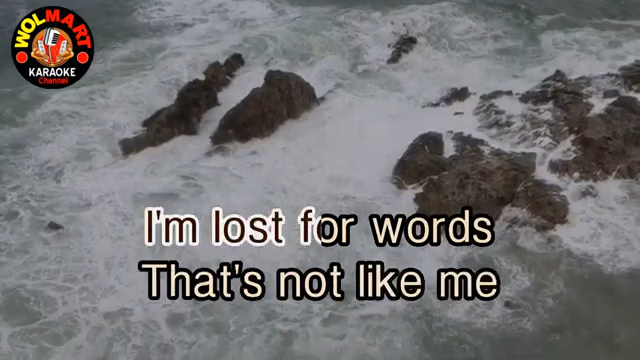 WOLMART
KARAOKE
Channel
I'm lost for words
That's not like me